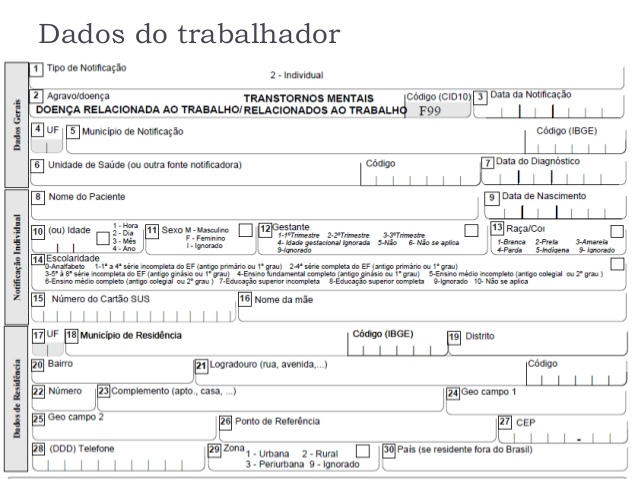 Dados do trabalhador
Dados Gerais
1 Tipo de Notificação
2 - Individual
2 Agravo/doença
TRANSTORNOS MENTAIS
DOENÇA RELACIONADA AO TRABALHO/ RELACIONADOS AO TRABALHO
Código (CID10)
F99
3 Data da Notificação
4 UF
5 Município de Notificação
Código (IBGE)
6 Unidade de Saúde (ou outra fonte notificadora)
Código
7 Data do Diagnóstico
Notificação Individual
8 Nome do Paciente
9 Data de Nascimento
10 (ou) Idade
1 - Hora
2 - Dia
3 - Mês
4 - Ano
11 Sexo M - Masculino
F - Feminino
I - Ignorado
12 Gestante
1-1ºTrimestre 2-2ºTrimestre 3-3ºTrimestre
4- Idade gestacional Ignorada 5-Não 6- Não se aplica
9-Ignorado
13 Raça/Cor
1-Branca 2-Preta 3-Amarela
4-Parda 5-Indígena 9- Ignorado
14 Escolaridade
0-Analfabeto 1-1ª a 4ª série incompleta do EF (antigo primário ou 1º grau) 2-4ª série completa do EF (antigo primário ou 1º grau)
3-5ª à 8ª série incompleta do EF (antigo ginásio ou 1º grau) 4-Ensino fundamental completo (antigo ginásio ou 1º grau) 5-Ensino médio incompleto (antigo colegial ou 2º grau )
6-Ensino médio completo (antigo colegial ou 2º grau ) 7-Educação superior incompleta 8-Educação superior completa 9-Ignorado 10- Não se aplica
15 Número do Cartão SUS
16 Nome da mãe
Dados de Residência
17 UF
18 Município de Residência
Código (IBGE)
19 Distrito
20 Bairro
21 Logradouro (rua, avenida,...)
Código
22 Número
23 Complemento (apto., casa, ...)
24 Geo campo 1
25 Geo campo 2
26 Ponto de Referência
27 CEP
-
28 (DDD) Telefone
29 Zona
1 - Urbana 2 - Rural
3 - Periurbana 9 - Ignorado
30 País (se residente fora do Brasil)